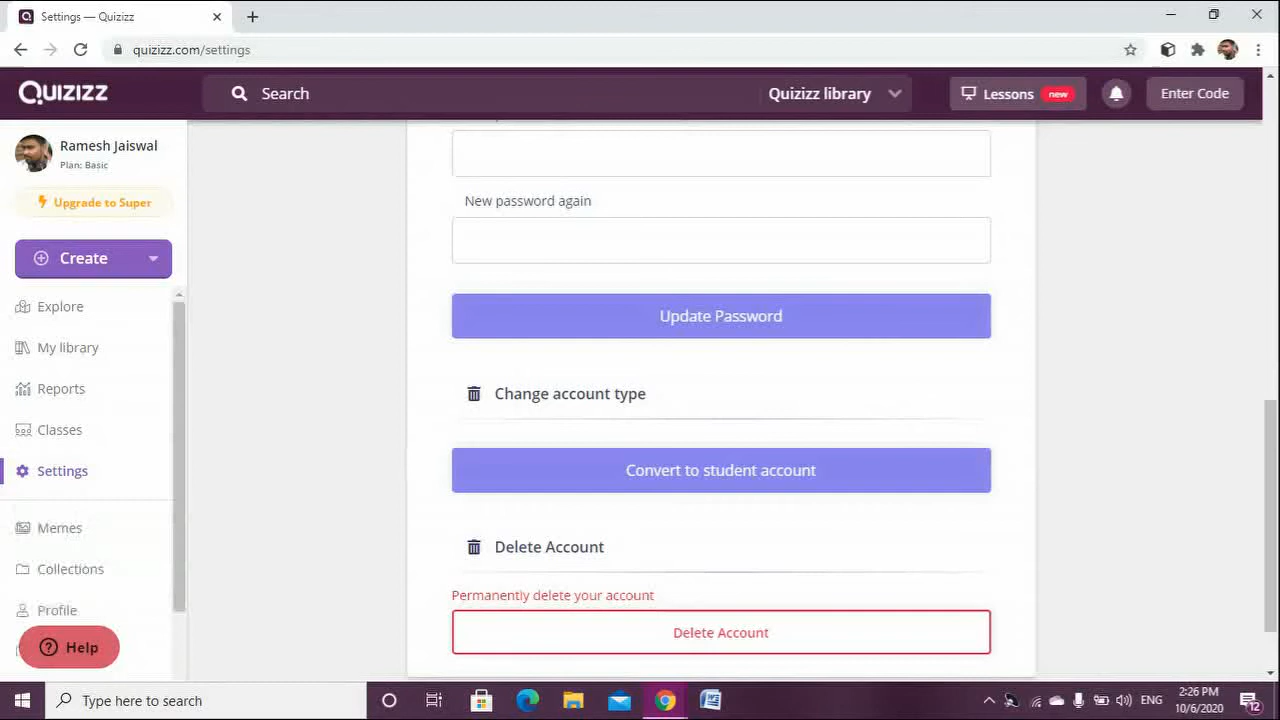 Settings — Quizizz
quizizz.com/settings
QUIZIZZ
Search
Quizizz library
Lessons new
Enter Code
Ramesh Jaiswal
Plan: Basic
Upgrade to Super
Create
Explore
My library
Reports
Classes
Settings
Memes
Collections
Profile
Help
New password again
Update Password
Change account type
Convert to student account
Delete Account
Permanently delete your account
Delete Account
Type here to search
ENG
2:26 PM
10/6/2020
12